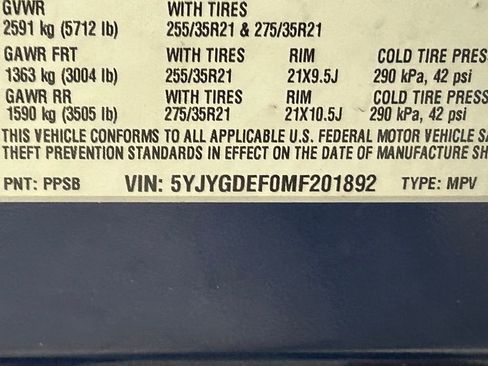 GVWR WITH TIRES
2591 kg (5712 lb) 255/35R21 & 275/35R21
GAWR FRT WITH TIRES RIM COLD TIRE PRESS
1363 kg (3004 lb) 255/35R21 21X9.5J 290 kPa, 42 psi
GAWR RR WITH TIRES RIM COLD TIRE PRESS
1590 kg (3505 lb) 275/35R21 21X10.5J 290 kPa, 42 psi
THIS VEHICLE CONFORMS TO ALL APPLICABLE U.S. FEDERAL MOTOR VEHICLE SA
THEFT PREVENTION STANDARDS IN EFFECT ON THE DATE OF MANUFACTURE SH
PNT: PPSB VIN: 5YJYGDEF0MF201892 TYPE: MPV